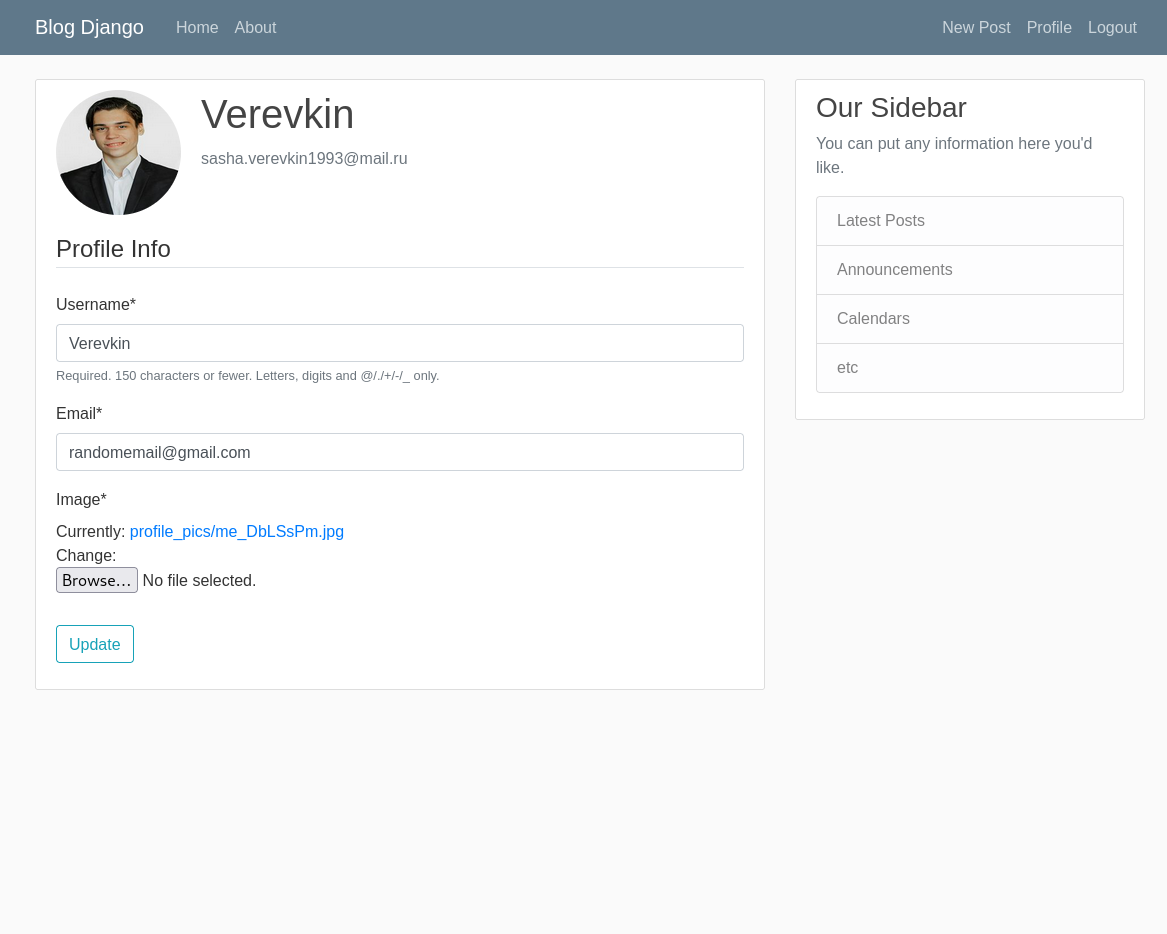 Blog Django Home About New Post Profile Logout
Verevkin
sasha.verevkin1993@mail.ru
Profile Info
Username*
Verevkin
Required. 150 characters or fewer. Letters, digits and @/./+/-/_ only.
Email*
randomemail@gmail.com
Image*
Currently: profile_pics/me_DbLSsPm.jpg
Change:
Browse... No file selected.
Update
Our Sidebar
You can put any information here you'd
like.
Latest Posts
Announcements
Calendars
etc